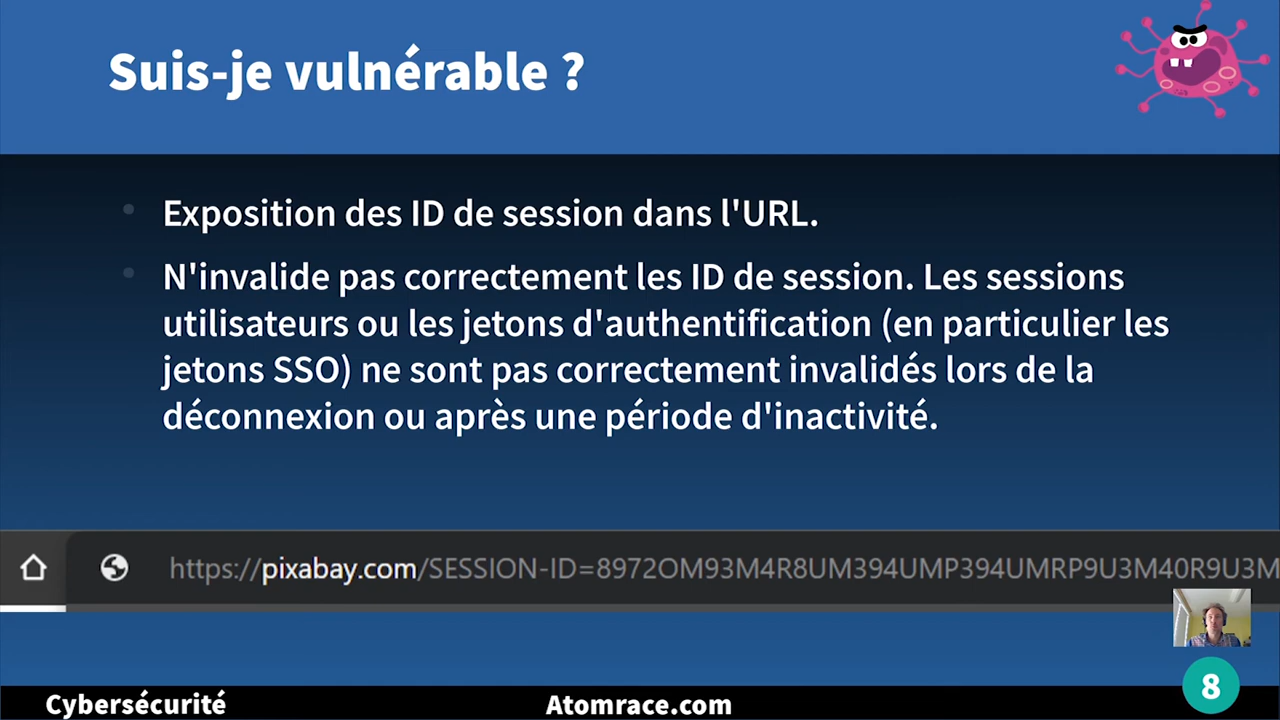 Suis-je vulnérable ?
Exposition des ID de session dans l'URL.
N'invalide pas correctement les ID de session. Les sessions
utilisateurs ou les jetons d'authentification (en particulier les
jetons SSO) ne sont pas correctement invalidés lors de la
déconnexion ou après une période d'inactivité.
https://pixabay.com/SESSION-ID=8972OM93M4R8UM394UMP394UMRP9U3M40R9U3M
Cybersécurité
Atomrace.com
8